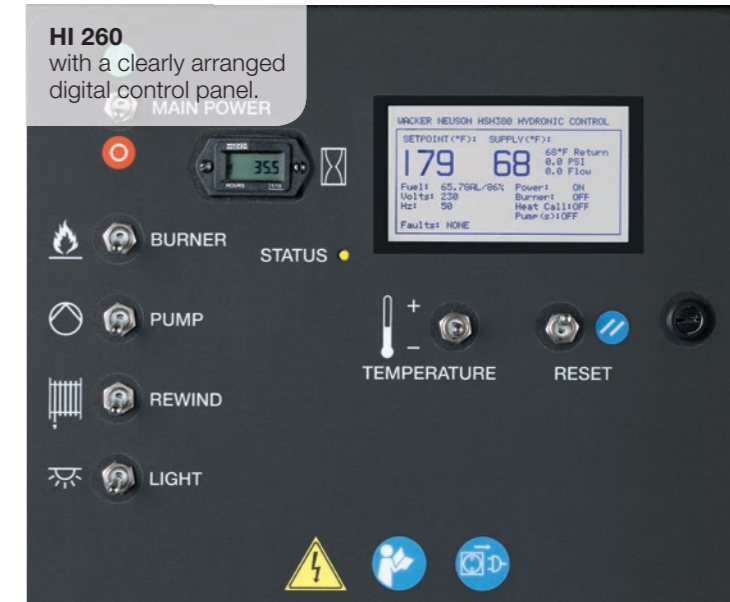 HI 260
with a clearly arranged
digital control panel.
MAIN POWER
355
HOURS
BURNER
STATUS
PUMP
REWIND
LIGHT
WACKER NEUSON HSH380 HYDRONIC CONTROL
SETPOINT(°F): SUPPLY(°F):
179 68
68°F Return
0.0 PSI
0.0 Flow
Fuel: 65.7GAL/86% Power: ON
Volts: 230 Burner: OFF
Hz: 50 Heat Call:OFF
Pump(s):OFF
Faults: NONE
+
−
TEMPERATURE
RESET